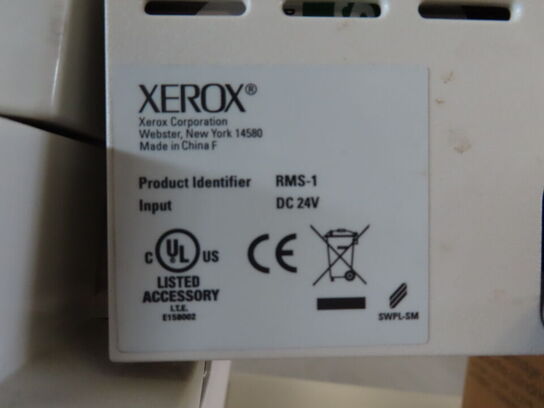 XEROX®
Xerox Corporation
Webster, New York 14580
Made in China F
Product Identifier RMS-1
Input DC 24V
C UL US
LISTED
ACCESSORY
I.T.E.
E158002
CE
SWPL-SM